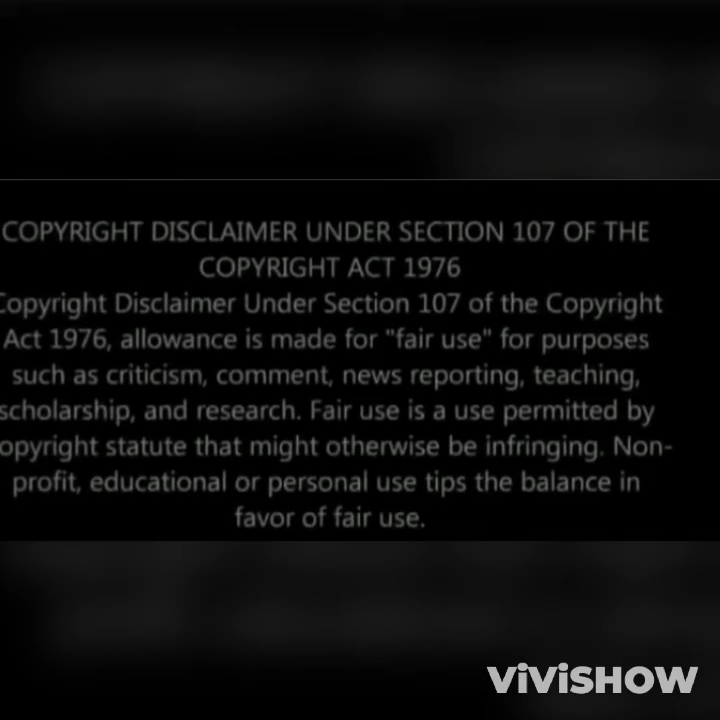 COPYRIGHT DISCLAIMER UNDER SECTION 107 OF THE
COPYRIGHT ACT 1976
Copyright Disclaimer Under Section 107 of the Copyright
Act 1976, allowance is made for "fair use" for purposes
such as criticism, comment, news reporting, teaching,
scholarship, and research. Fair use is a use permitted by
opyright statute that might otherwise be infringing. Non-
profit, educational or personal use tips the balance in
favor of fair use.
ViViSHOW